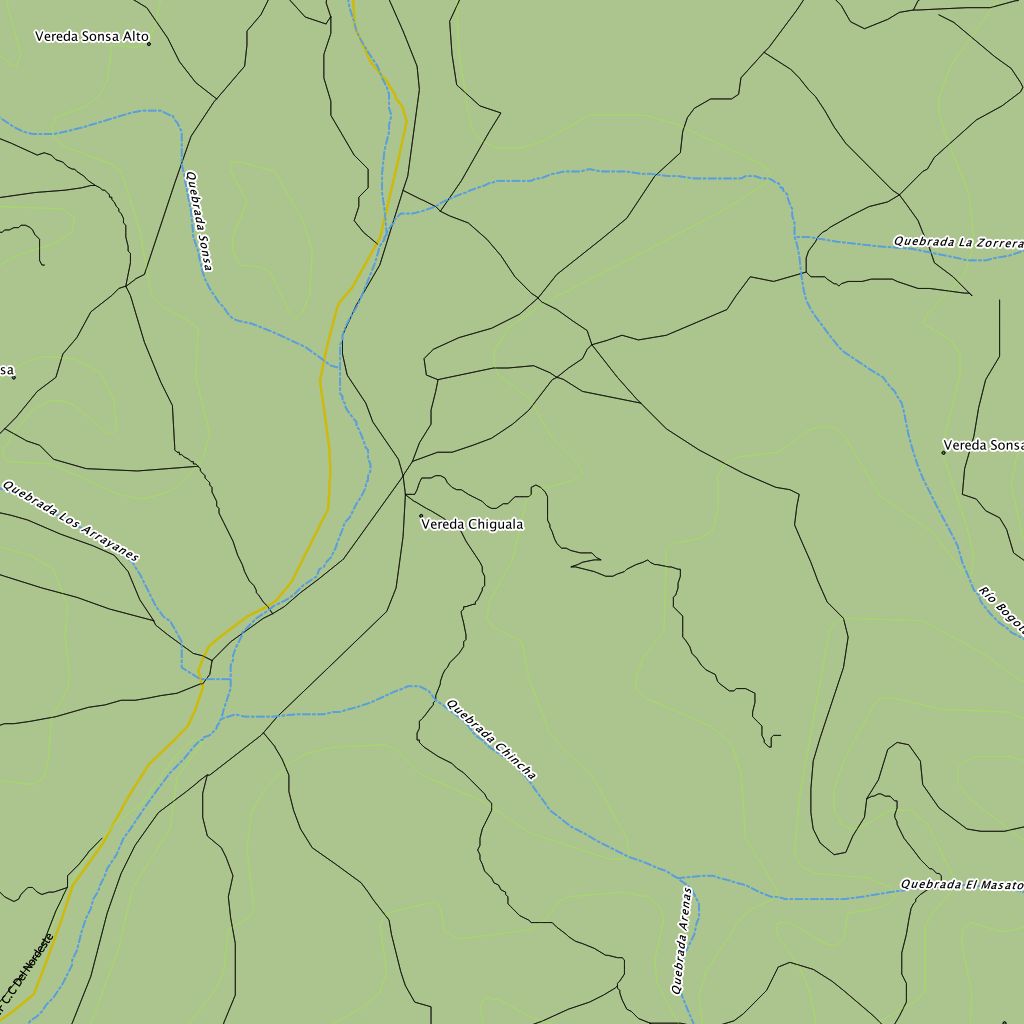 Vereda Sonsa Alto
Quebrada Sonsa
Quebrada La Zorrera
sa
Vereda Sonsa
Quebrada Los Arrayanes
Vereda Chiguala
Río Bogotá
Quebrada Chincha
Quebrada El Masato
Quebrada Arenas
C.C Del Nordeste